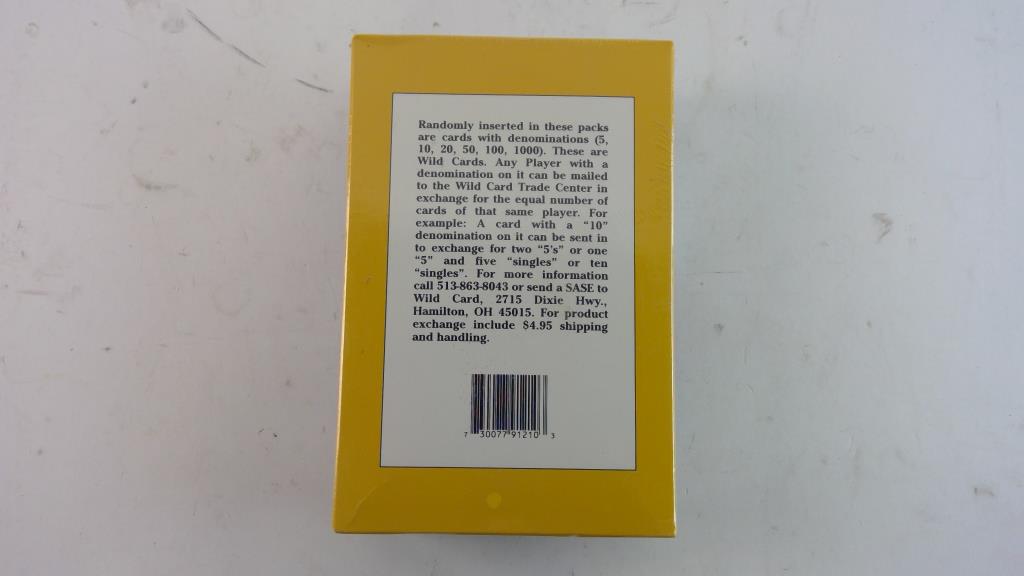 Randomly inserted in these packs
are cards with denominations (5,
10, 20, 50, 100, 1000). These are
Wild Cards. Any Player with a
denomination on it can be mailed
to the Wild Card Trade Center in
exchange for the equal number of
cards of that same player. For
example: A card with a “10”
denomination on it can be sent in
to exchange for two “5’s” or one
“5” and five “singles” or ten
“singles”. For more information
call 513-863-8043 or send a SASE to
Wild Card, 2715 Dixie Hwy.,
Hamilton, OH 45015. For product
exchange include $4.95 shipping
and handling.
7 30077 91210 3